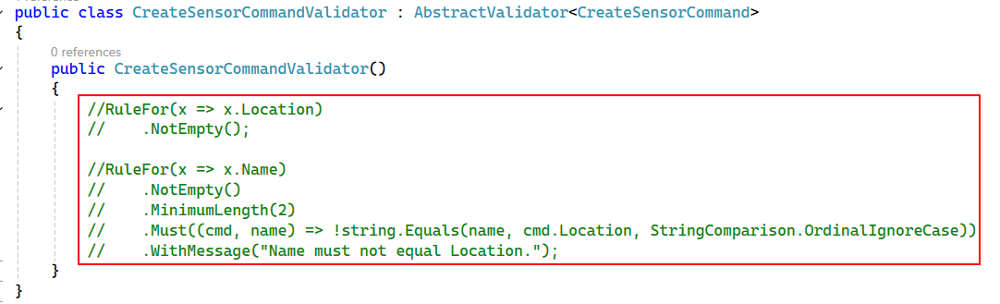 public class CreateSensorCommandValidator : AbstractValidator<CreateSensorCommand>
{
0 references
public CreateSensorCommandValidator()
{
//RuleFor(x => x.Location)
//    .NotEmpty();
//RuleFor(x => x.Name)
//    .NotEmpty()
//    .MinimumLength(2)
//    .Must((cmd, name) => !string.Equals(name, cmd.Location, StringComparison.OrdinalIgnoreCase))
//    .WithMessage("Name must not equal Location.");
}
}